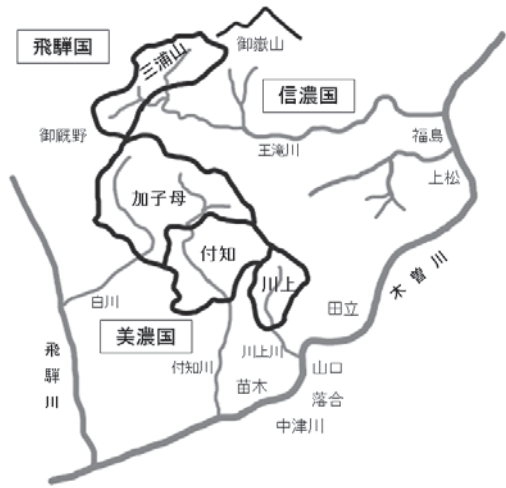 飛騨国
三浦山
御嶽山
信濃国
御厩野
王滝川
福島
上松
加子母
付知
川上
木曽川
白川
田立
美濃国
飛騨川
付知川
川上川
山口
苗木
落合
中津川